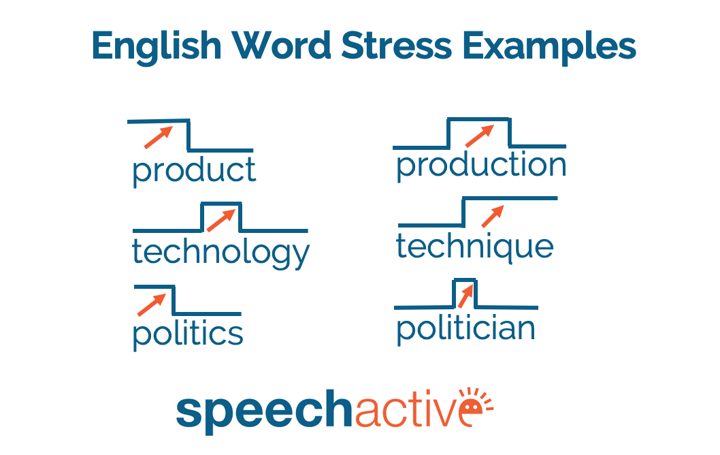 English Word Stress Examples
product
production
technology
technique
politics
politician
speechactive